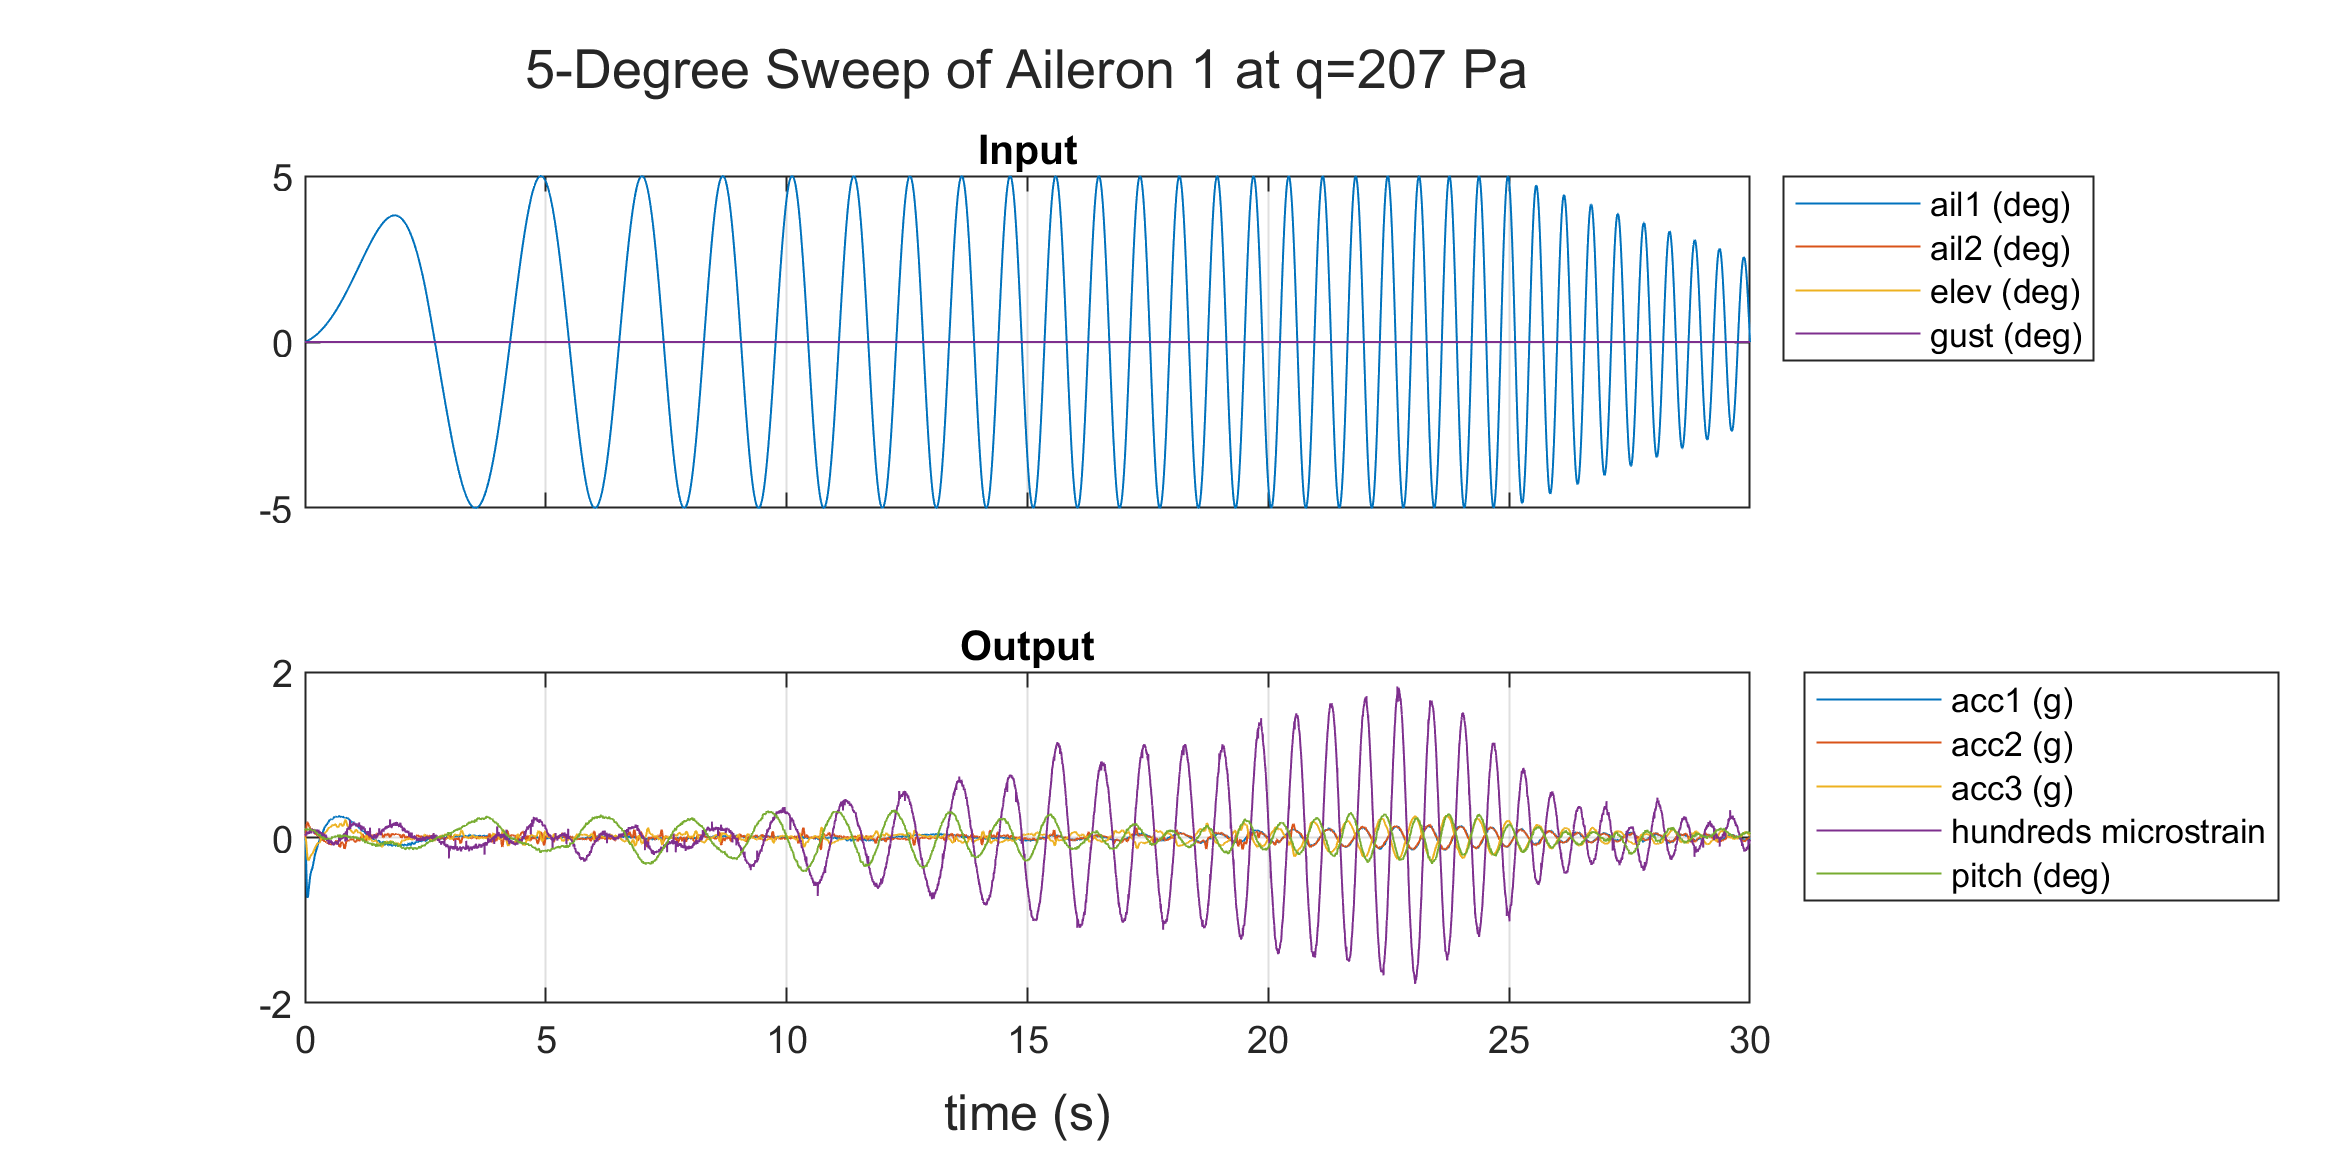 5-Degree Sweep of Aileron 1 at q=207 Pa
Input
5
0
-5
ail1 (deg)
ail2 (deg)
elev (deg)
gust (deg)
Output
2
0
-2
0 5 10 15 20 25 30
time (s)
acc1 (g)
acc2 (g)
acc3 (g)
hundreds microstrain
pitch (deg)